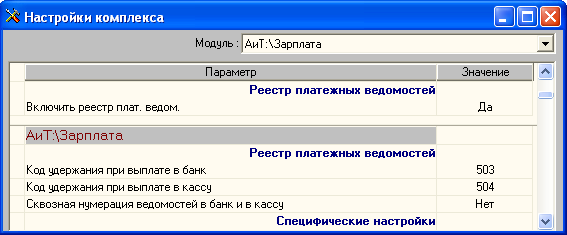 Настройки комплекса
Модуль : АиТ:\Зарплата
Параметр Значение
Реестр платежных ведомостей
Включить реестр плат. ведом. Да
АиТ:\Зарплата
Реестр платежных ведомостей
Код удержания при выплате в банк 503
Код удержания при выплате в кассу 504
Сквозная нумерация ведомостей в банк и в кассу Нет
Специфические настройки